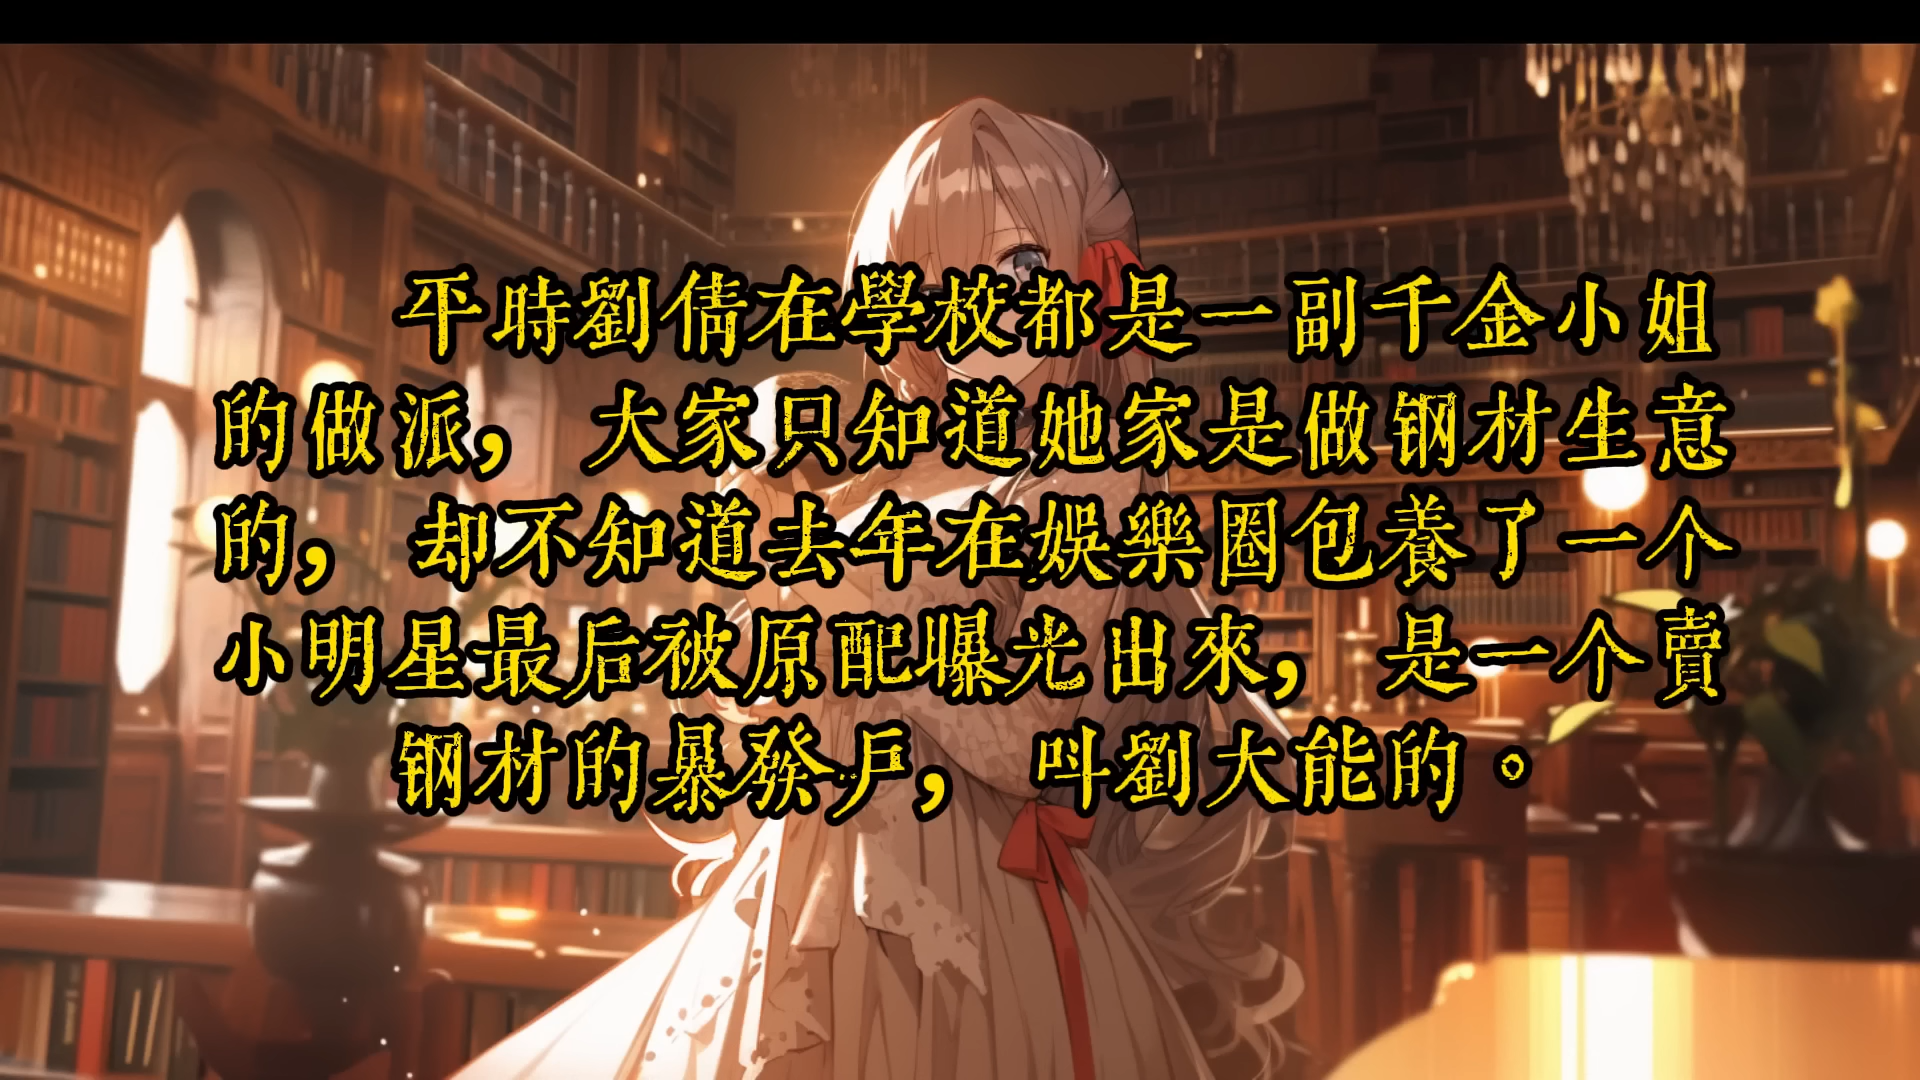 平時劉倩在學校都是一副千金小姐
的做派，大家只知道她家是做钢材生意
的，却不知道去年在娛樂圈包養了一个
小明星最后被原配曝光出來，是一个賣
钢材的暴發戶，呌劉大能的。